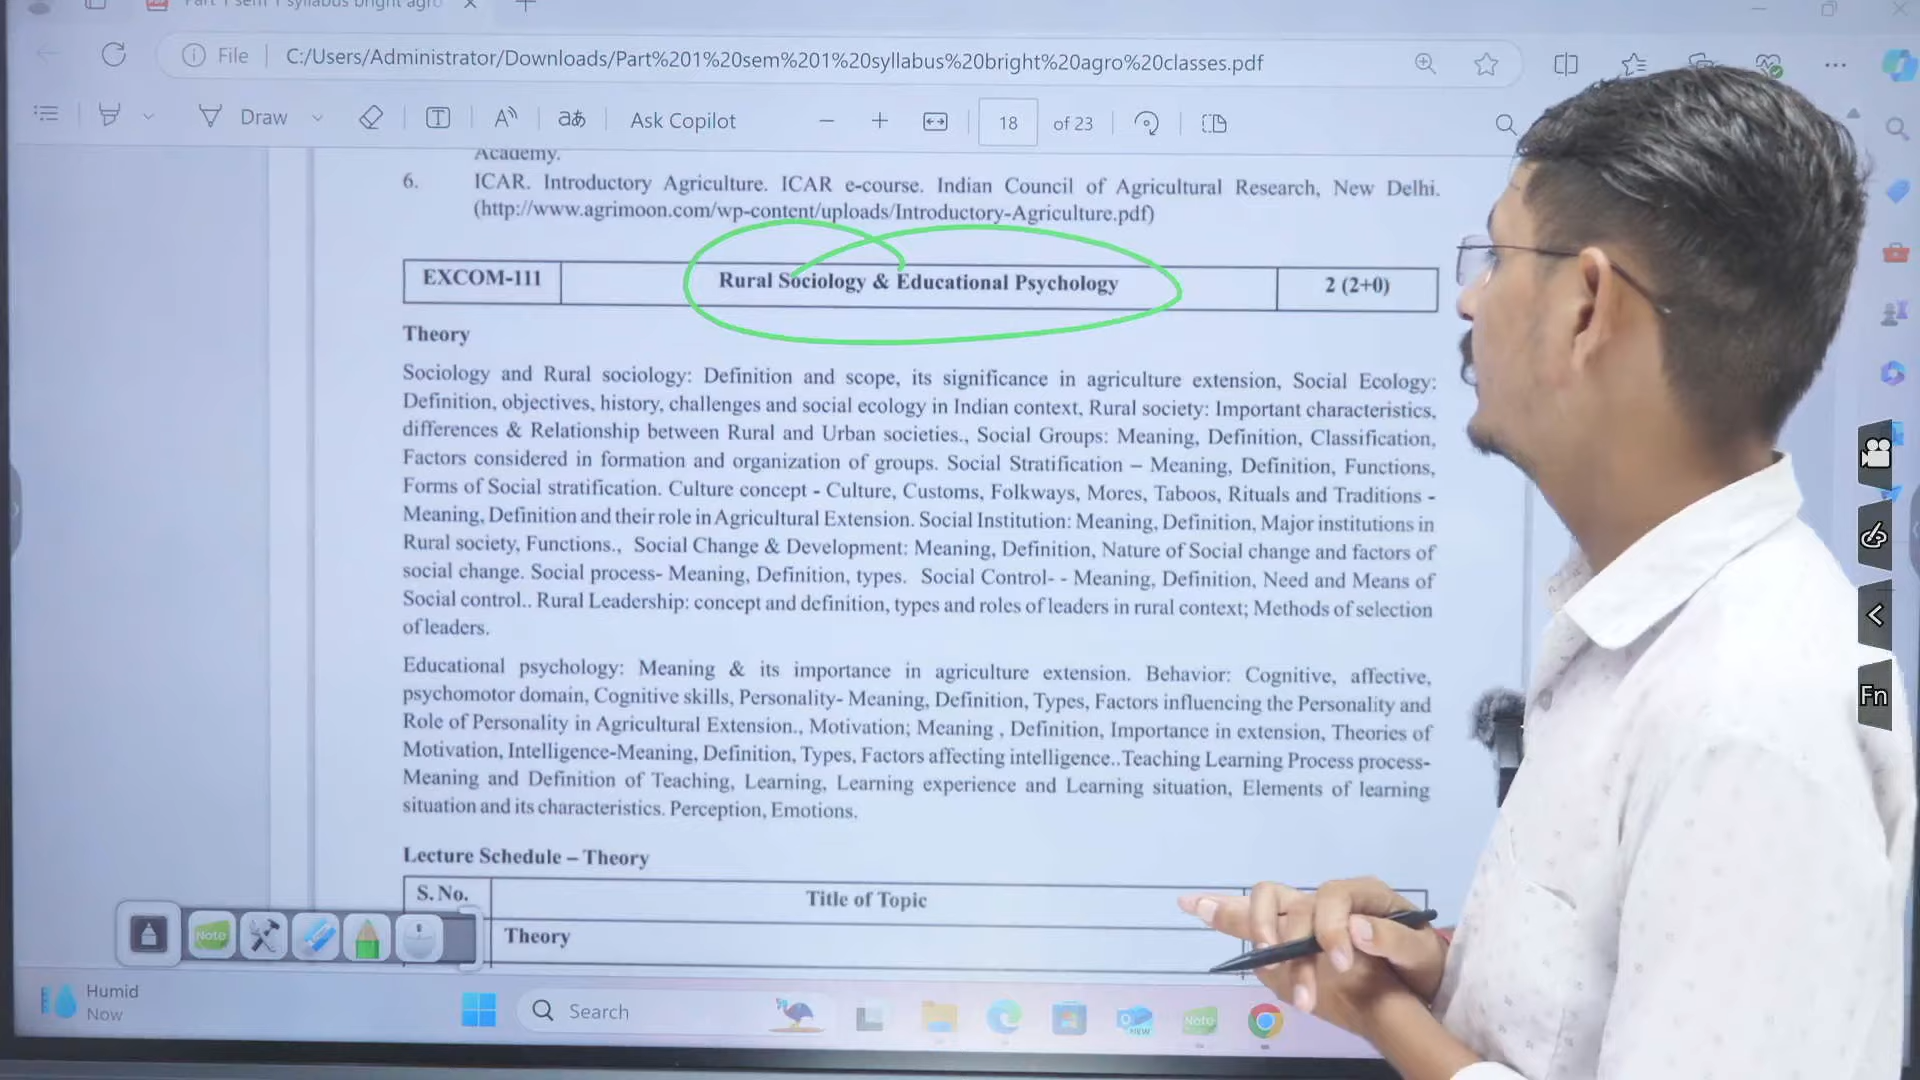 Part 1 sem 1 syllabus bright agro
File
C:/Users/Administrator/Downloads/Part%201%20sem%201%20syllabus%20bright%20agro%20classes.pdf
Draw
Ask Copilot
18 of 23
Academy.
6. ICAR. Introductory Agriculture. ICAR e-course. Indian Council of Agricultural Research, New Delhi.
(http://www.agrimoon.com/wp-content/uploads/Introductory-Agriculture.pdf)
EXCOM-111 Rural Sociology & Educational Psychology 2 (2+0)
Theory
Sociology and Rural sociology: Definition and scope, its significance in agriculture extension, Social Ecology:
Definition, objectives, history, challenges and social ecology in Indian context, Rural society: Important characteristics,
differences & Relationship between Rural and Urban societies., Social Groups: Meaning, Definition, Classification,
Factors considered in formation and organization of groups. Social Stratification – Meaning, Definition, Functions,
Forms of Social stratification. Culture concept - Culture, Customs, Folkways, Mores, Taboos, Rituals and Traditions -
Meaning, Definition and their role in Agricultural Extension. Social Institution: Meaning, Definition, Major institutions in
Rural society, Functions., Social Change & Development: Meaning, Definition, Nature of Social change and factors of
social change. Social process- Meaning, Definition, types. Social Control- - Meaning, Definition, Need and Means of
Social control.. Rural Leadership: concept and definition, types and roles of leaders in rural context; Methods of selection
of leaders.
Educational psychology: Meaning & its importance in agriculture extension. Behavior: Cognitive, affective,
psychomotor domain, Cognitive skills, Personality- Meaning, Definition, Types, Factors influencing the Personality and
Role of Personality in Agricultural Extension., Motivation; Meaning , Definition, Importance in extension, Theories of
Motivation, Intelligence-Meaning, Definition, Types, Factors affecting intelligence..Teaching Learning Process process-
Meaning and Definition of Teaching, Learning, Learning experience and Learning situation, Elements of learning
situation and its characteristics. Perception, Emotions.
Lecture Schedule – Theory
S. No. Title of Topic
Theory
Note
Fn
Humid
Now
Search
NEW
Note